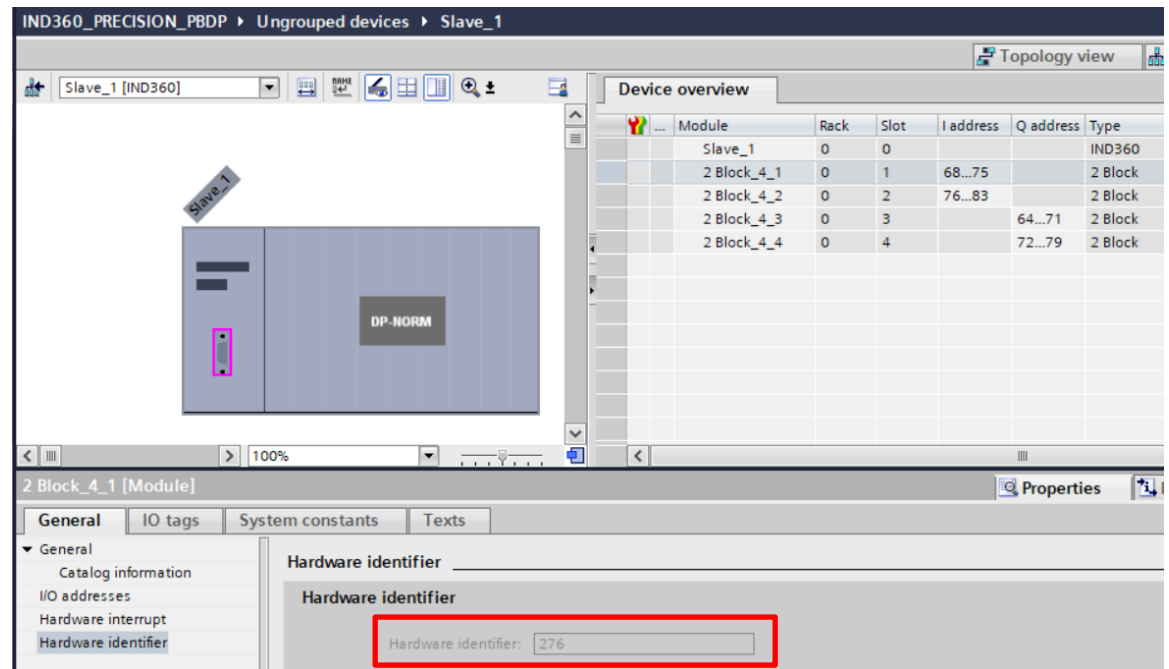 IND360_PRECISION_PBDP ▸ Ungrouped devices ▸ Slave_1
Topology view
Slave_1 [IND360]
NAME
Device overview
... Module Rack Slot I address Q address Type
Slave_1 0 0 IND360
2 Block_4_1 0 1 68...75 2 Block
2 Block_4_2 0 2 76...83 2 Block
2 Block_4_3 0 3 64...71 2 Block
2 Block_4_4 0 4 72...79 2 Block
Slave_1
DP-NORM
100%
2 Block_4_1 [Module]
Properties
General IO tags System constants Texts
General
Catalog information
I/O addresses
Hardware interrupt
Hardware identifier
Hardware identifier
Hardware identifier
Hardware identifier: 276